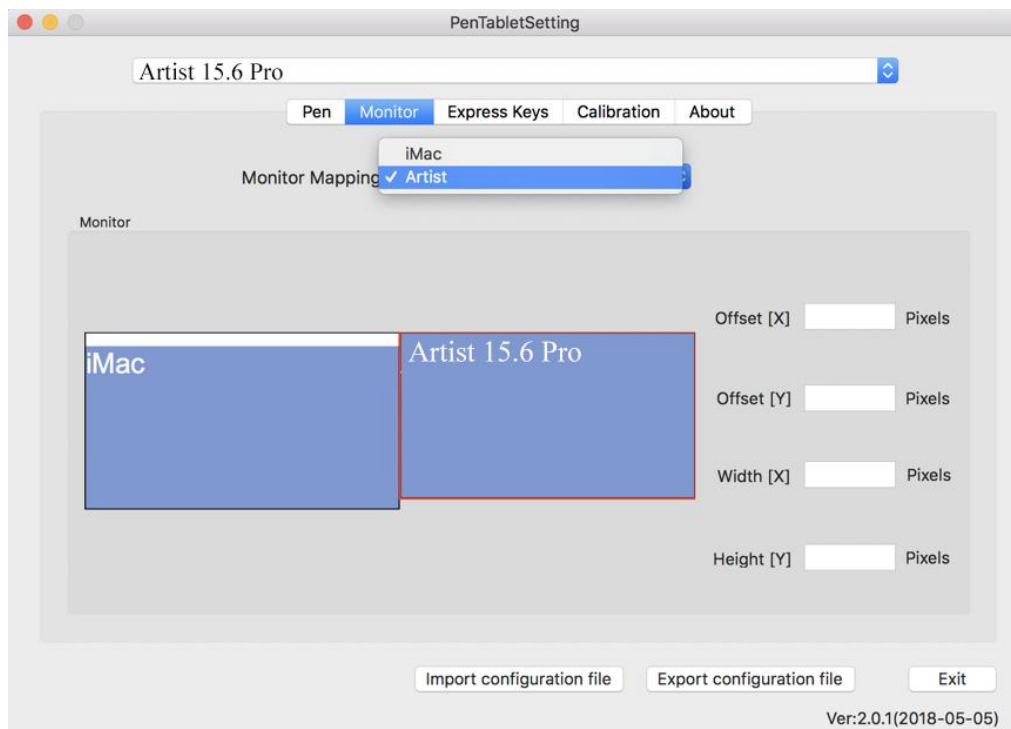 PenTabletSetting
Artist 15.6 Pro
Pen Monitor Express Keys Calibration About
iMac
Monitor Mapping ✓ Artist
Monitor
Offset [X] Pixels
iMac Artist 15.6 Pro
Offset [Y] Pixels
Width [X] Pixels
Height [Y] Pixels
Import configuration file Export configuration file Exit
Ver:2.0.1(2018-05-05)